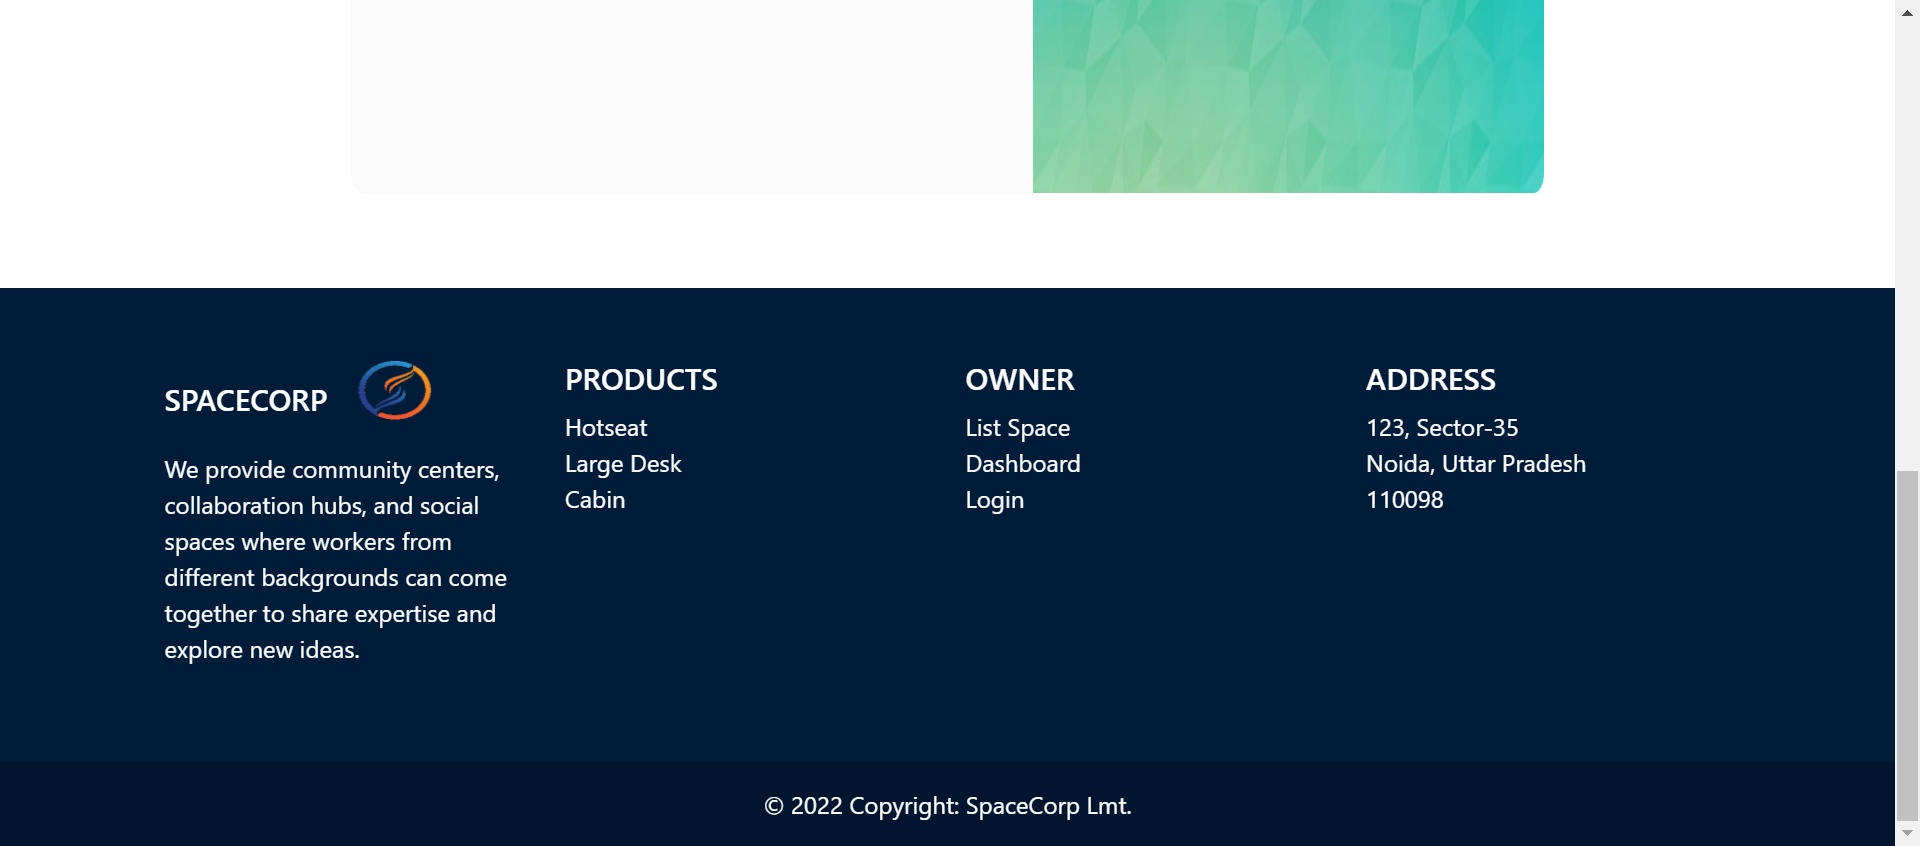 SPACECORP
We provide community centers,
collaboration hubs, and social
spaces where workers from
different backgrounds can come
together to share expertise and
explore new ideas.
PRODUCTS
Hotseat
Large Desk
Cabin
OWNER
List Space
Dashboard
Login
ADDRESS
123, Sector-35
Noida, Uttar Pradesh
110098
© 2022 Copyright: SpaceCorp Lmt.